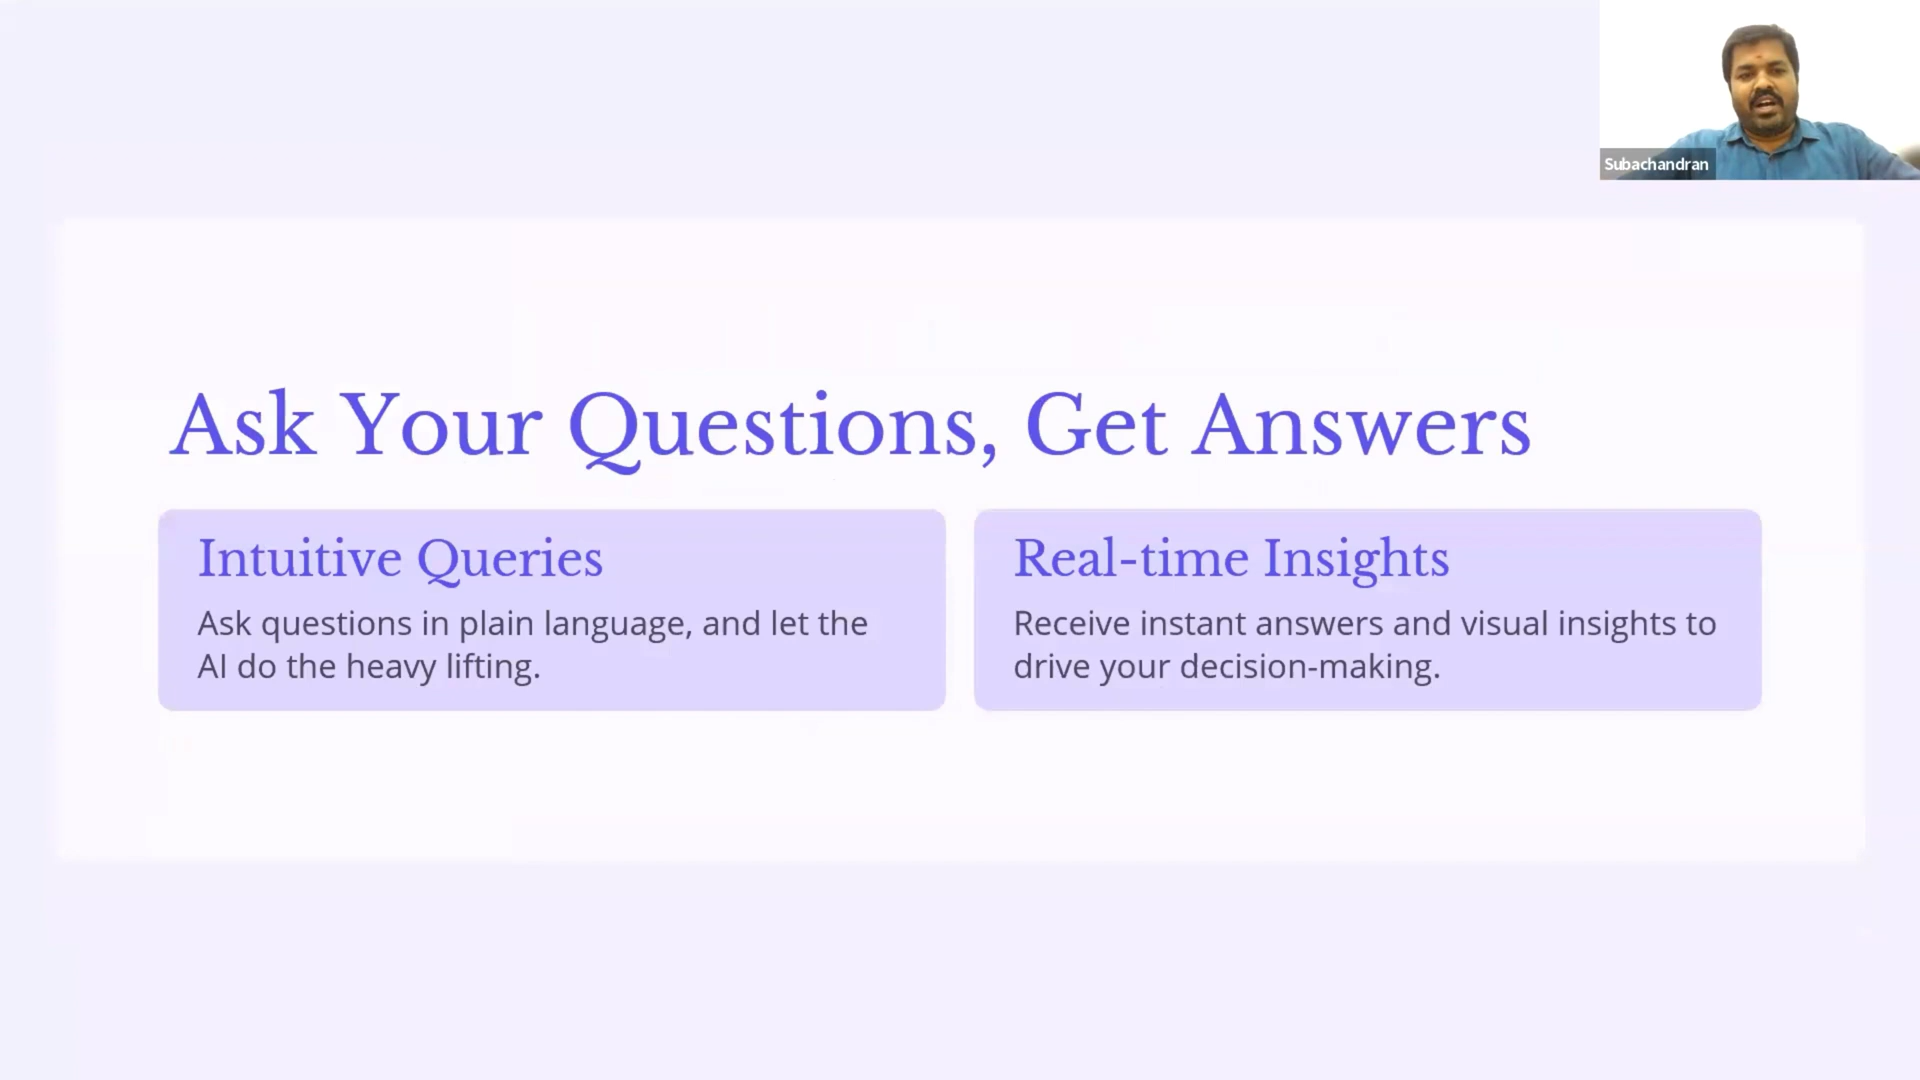 Subachandran
Ask Your Questions, Get Answers
Intuitive Queries
Ask questions in plain language, and let the
AI do the heavy lifting.
Real-time Insights
Receive instant answers and visual insights to
drive your decision-making.